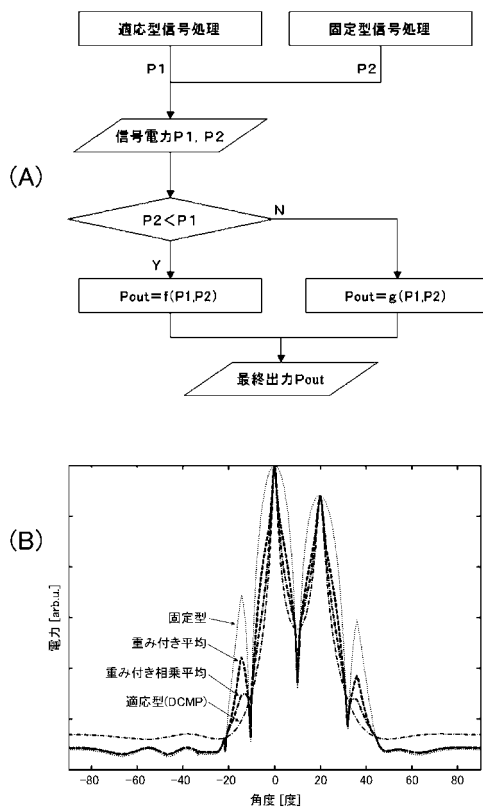 適応型信号処理
固定型信号処理
P1
P2
信号電力P1, P2
(A)
P2<P1
N
Y
Pout=f(P1,P2)
Pout=g(P1,P2)
最終出力Pout
(B)
電力 [arb.u.]
固定型
重み付き平均
重み付き相乗平均
適応型(DCMP)
-80 -60 -40 -20 0 20 40 60 80
角度 [度]